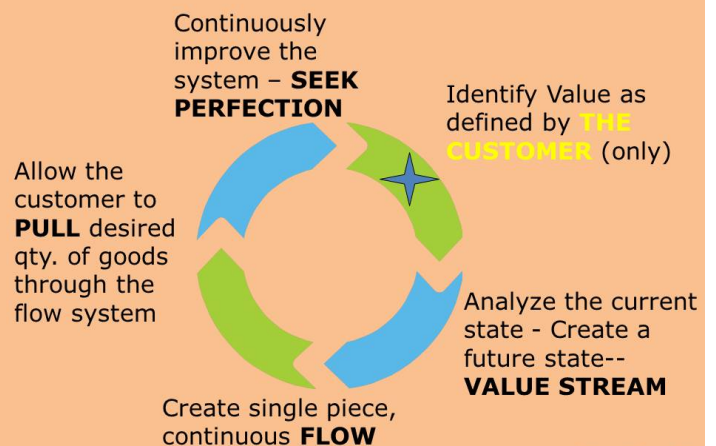 Continuously
improve the
system – SEEK
PERFECTION
Identify Value as
defined by THE
CUSTOMER (only)
Allow the
customer to
PULL desired
qty. of goods
through the
flow system
Analyze the current
state - Create a
future state--
VALUE STREAM
Create single piece,
continuous FLOW